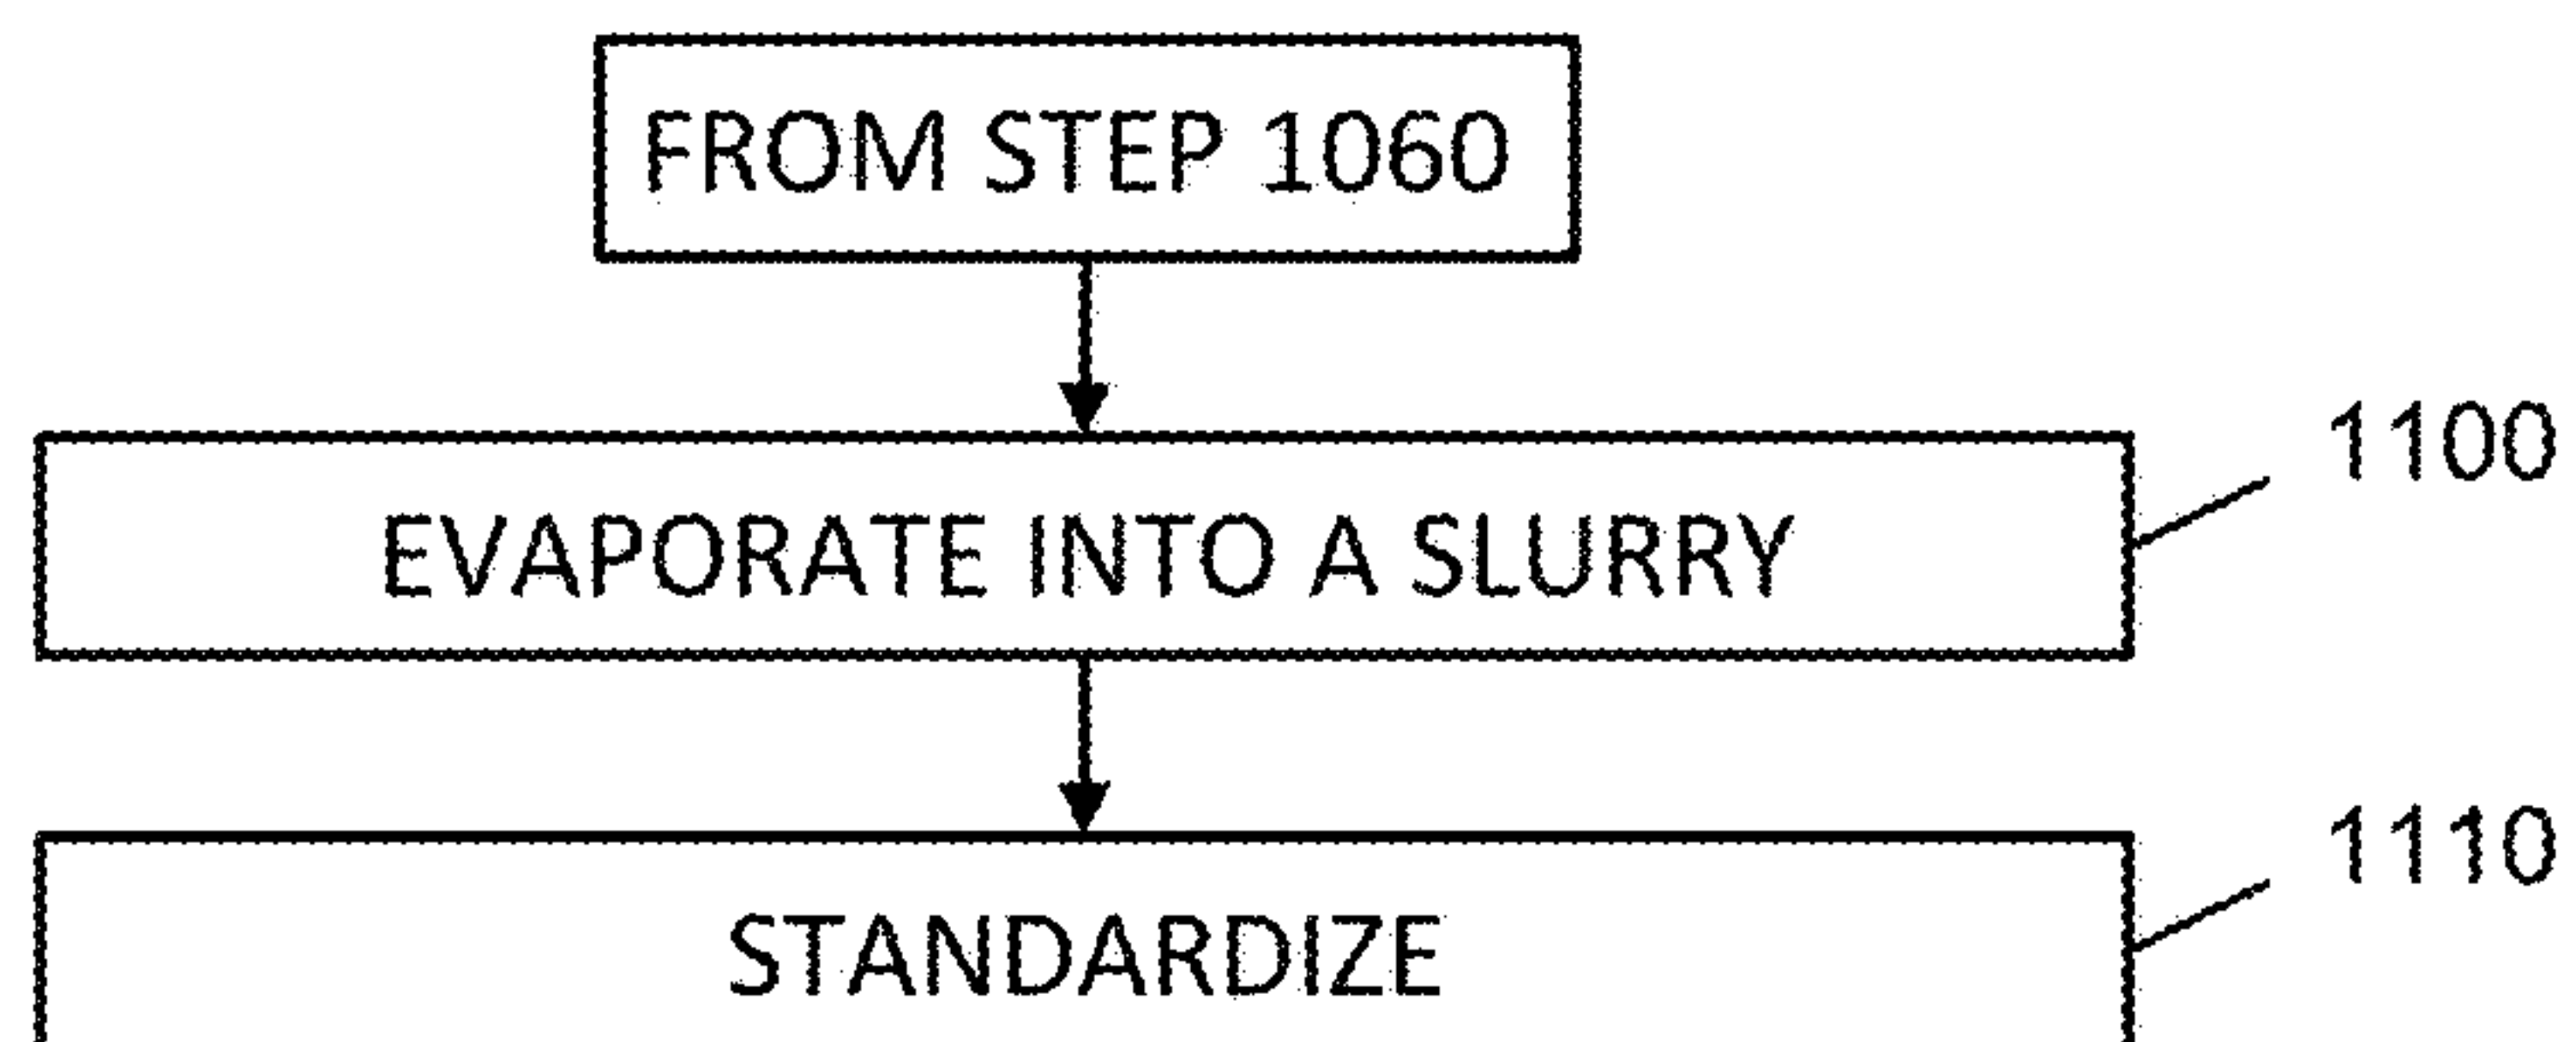 FROM STEP 1060
1100
EVAPORATE INTO A SLURRY
1110
STANDARDIZE